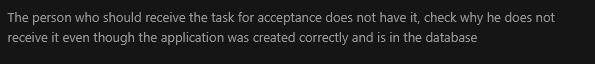 The person who should receive the task for acceptance does not have it, check why he does not
receive it even though the application was created correctly and is in the database